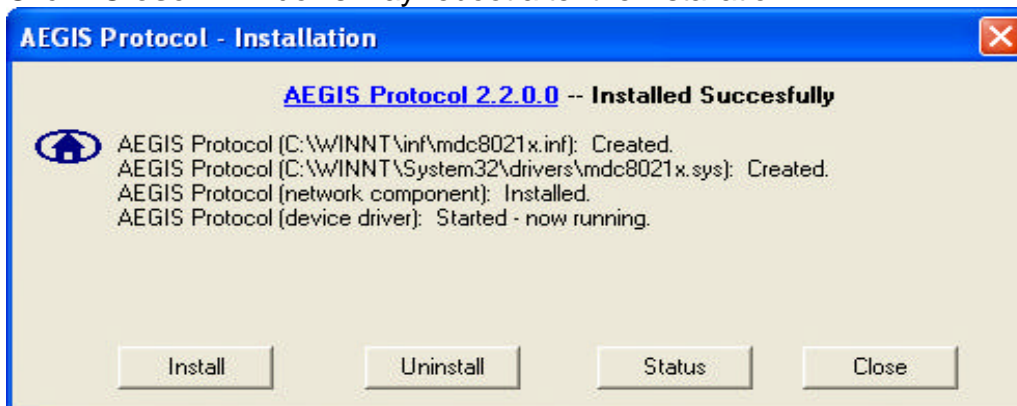 AEGIS Protocol - Installation
AEGIS Protocol 2.2.0.0 -- Installed Succesfully
AEGIS Protocol (C:\WINNT\inf\mdc8021x.inf): Created.
AEGIS Protocol (C:\WINNT\System32\drivers\mdc8021x.sys): Created.
AEGIS Protocol (network component): Installed.
AEGIS Protocol (device driver): Started - now running.
Install Uninstall Status Close